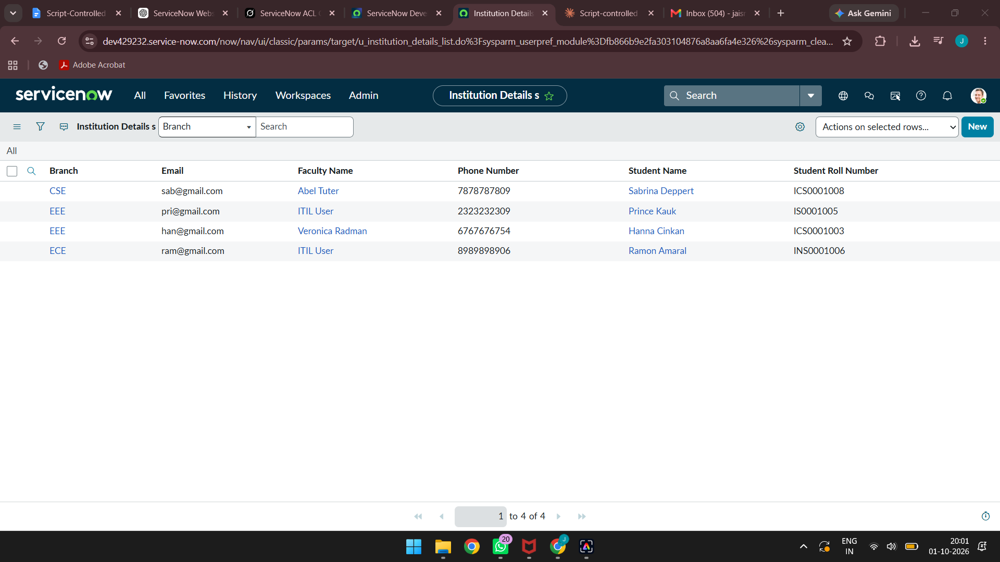 Script-Controlled
ServiceNow Webs
ServiceNow ACL
ServiceNow Deve
Institution Details
Script-controlled
Inbox (504) - jaisr
Ask Gemini
dev429232.service-now.com/now/nav/ui/classic/params/target/u_institution_details_list.do%3Fsysparm_userpref_module%3Dfb866b9e2fa303104876a8aa6fa4e326%26sysparm_clea...
J
Adobe Acrobat
servicenow
All
Favorites
History
Workspaces
Admin
Institution Details s
Search
Institution Details s
Branch
Search
Actions on selected rows...
New
All
Branch Email Faculty Name Phone Number Student Name Student Roll Number
CSE sab@gmail.com Abel Tuter 7878787809 Sabrina Deppert ICS0001008
EEE pri@gmail.com ITIL User 2323232309 Prince Kauk IS0001005
EEE han@gmail.com Veronica Radman 6767676754 Hanna Cinkan ICS0001003
ECE ram@gmail.com ITIL User 8989898906 Ramon Amaral INS0001006
1 to 4 of 4
20
J
ENG
IN
20:01
01-10-2026